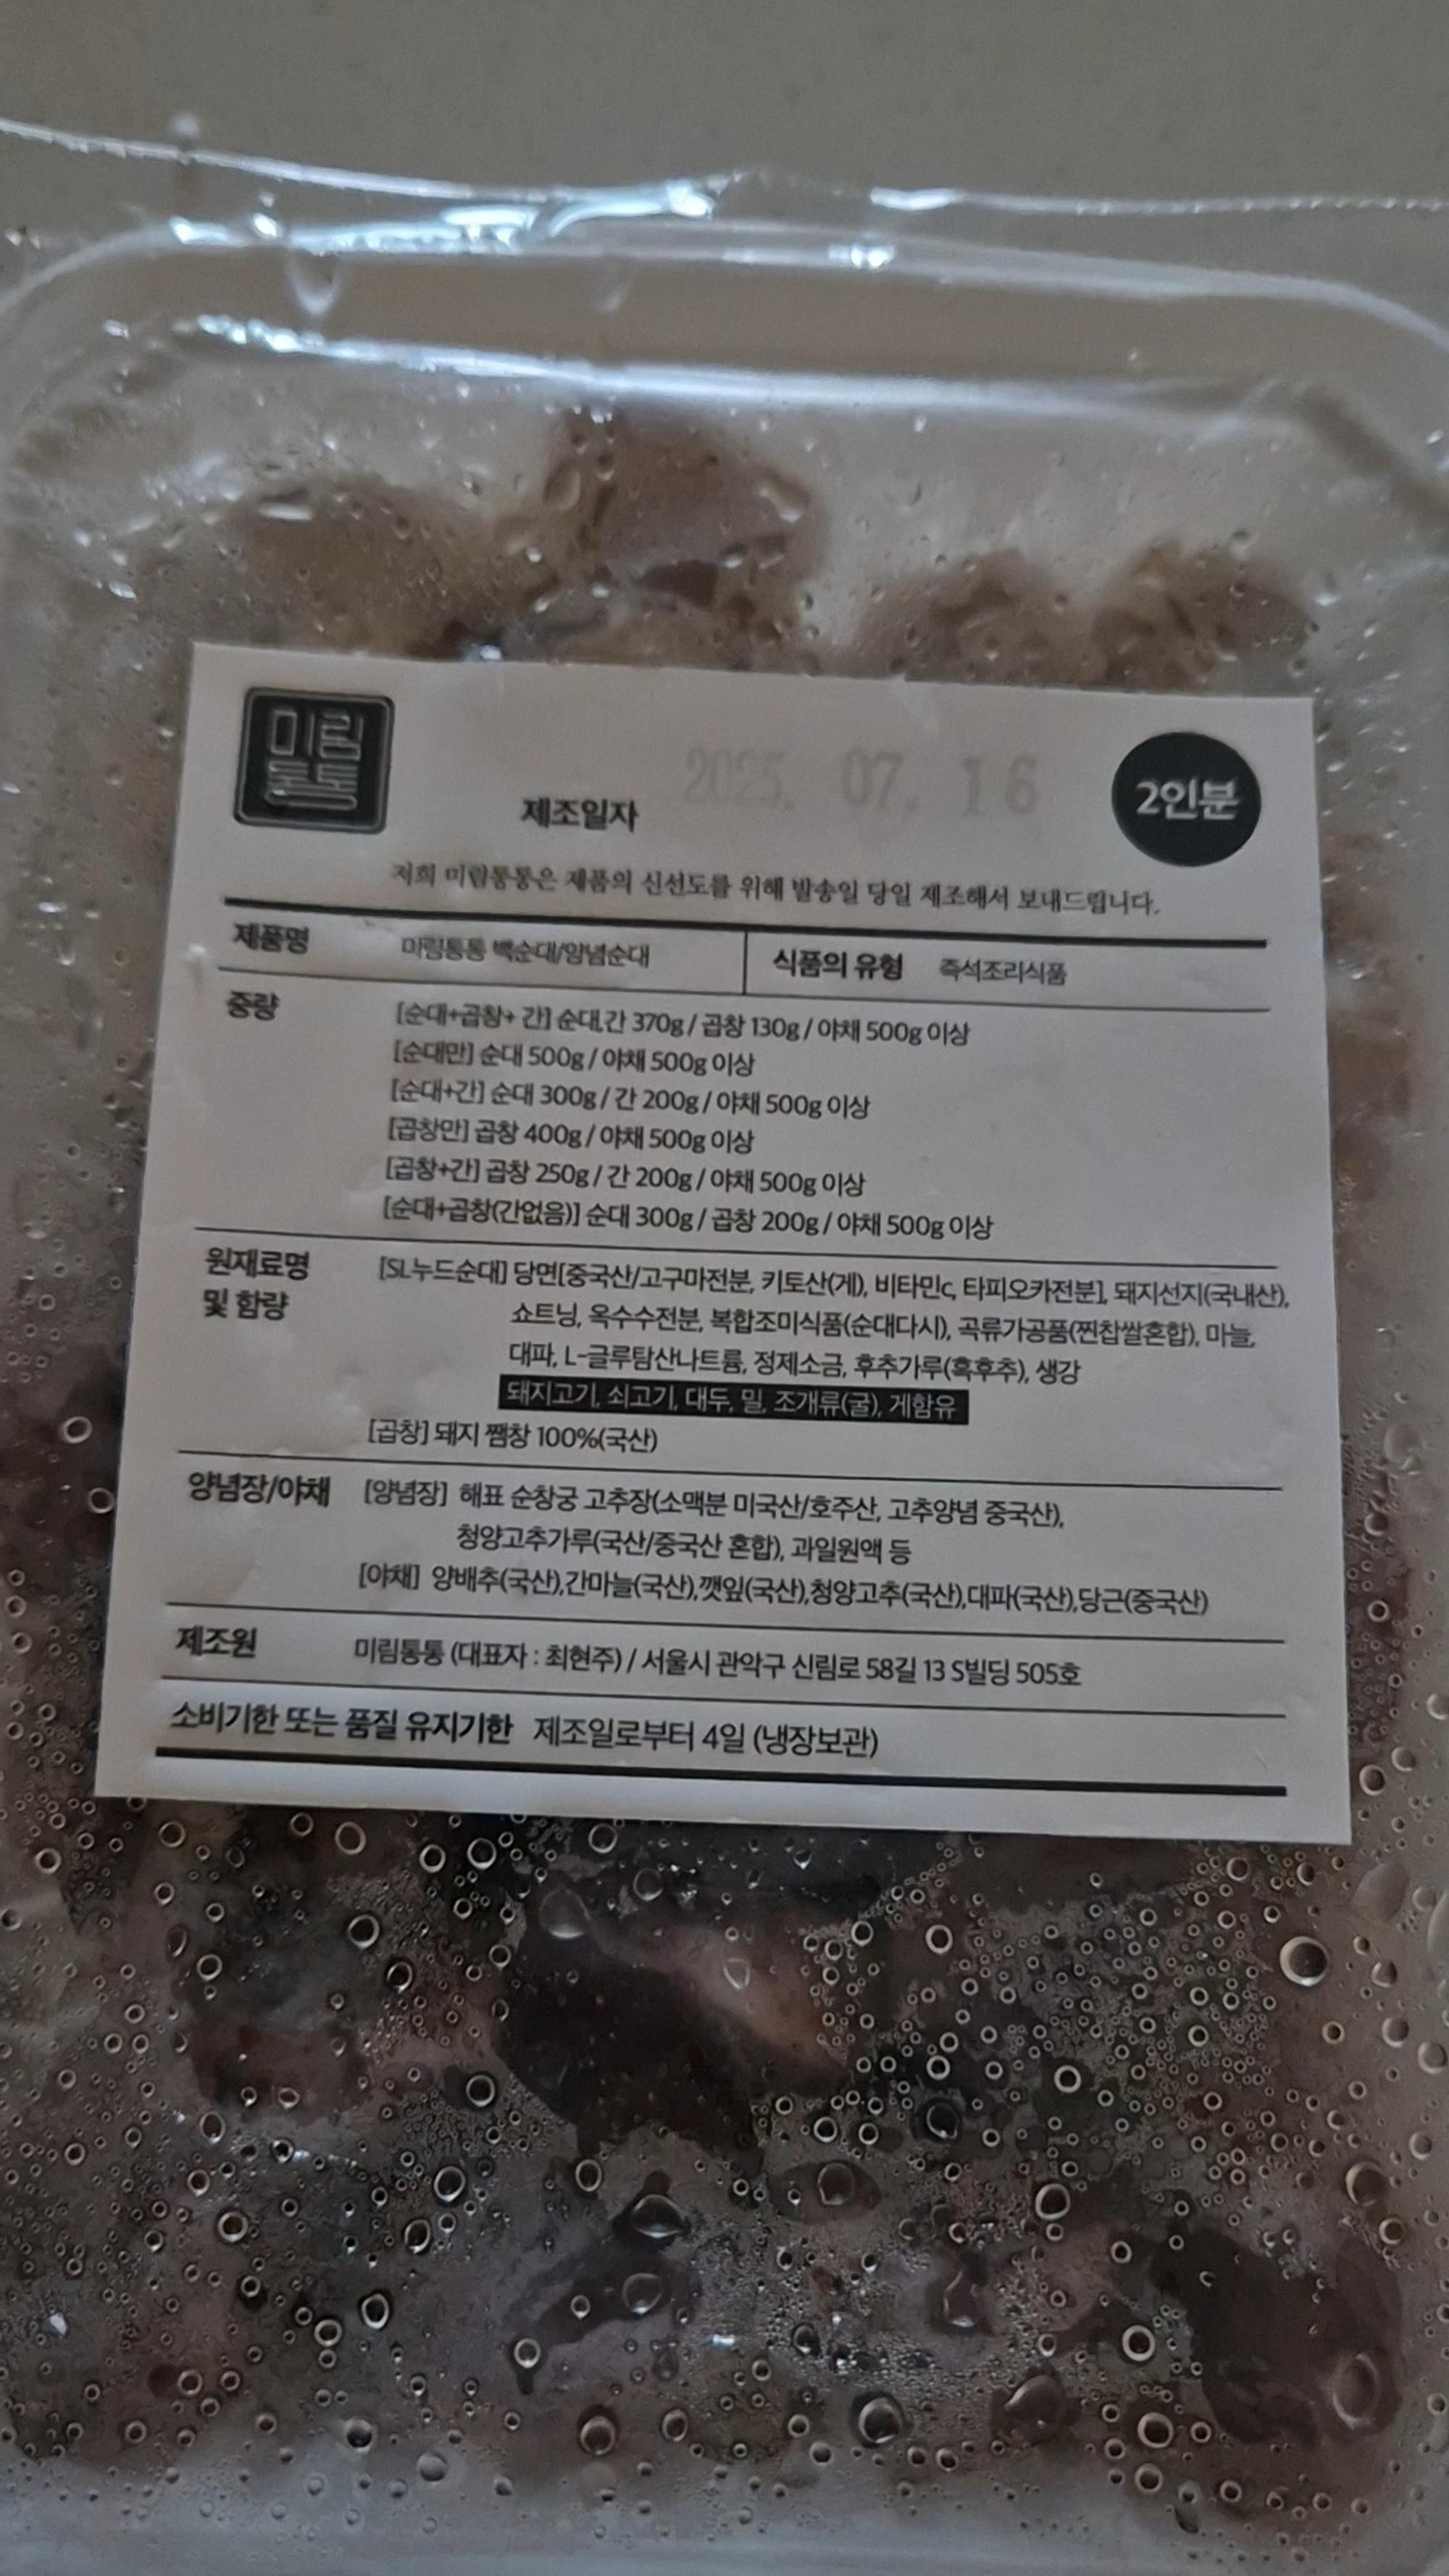 미림
통통
제조일자
2025. 07. 16
2인분
저희 미림통통은 제품의 신선도를 위해 발송일 당일 제조해서 보내드립니다.
제품명 미림통통 백순대/양념순대 식품의 유형 즉석조리식품
중량 [순대+곱창+ 간] 순대,간 370g / 곱창 130g / 야채 500g 이상
[순대만] 순대 500g / 야채 500g 이상
[순대+간] 순대 300g / 간 200g / 야채 500g 이상
[곱창만] 곱창 400g / 야채 500g 이상
[곱창+간] 곱창 250g / 간 200g / 야채 500g 이상
[순대+곱창(간없음)] 순대 300g / 곱창 200g / 야채 500g 이상
원재료명 [SL누드순대] 당면[중국산/고구마전분, 키토산(게), 비타민c, 타피오카전분], 돼지선지(국내산),
및 함량 쇼트닝, 옥수수전분, 복합조미식품(순대다시), 곡류가공품(찐찹쌀혼합), 마늘,
대파, L-글루탐산나트륨, 정제소금, 후추가루(흑후추), 생강
돼지고기, 쇠고기, 대두, 밀, 조개류(굴), 게함유
[곱창] 돼지 쨈창 100%(국산)
양념장/야채 [양념장] 해표 순창궁 고추장(소맥분 미국산/호주산, 고추양념 중국산),
청양고추가루(국산/중국산 혼합), 과일원액 등
[야채] 양배추(국산),간마늘(국산),깻잎(국산),청양고추(국산),대파(국산),당근(중국산)
제조원 미림통통 (대표자 : 최현주) / 서울시 관악구 신림로 58길 13 S빌딩 505호
소비기한 또는 품질 유지기한 제조일로부터 4일 (냉장보관)